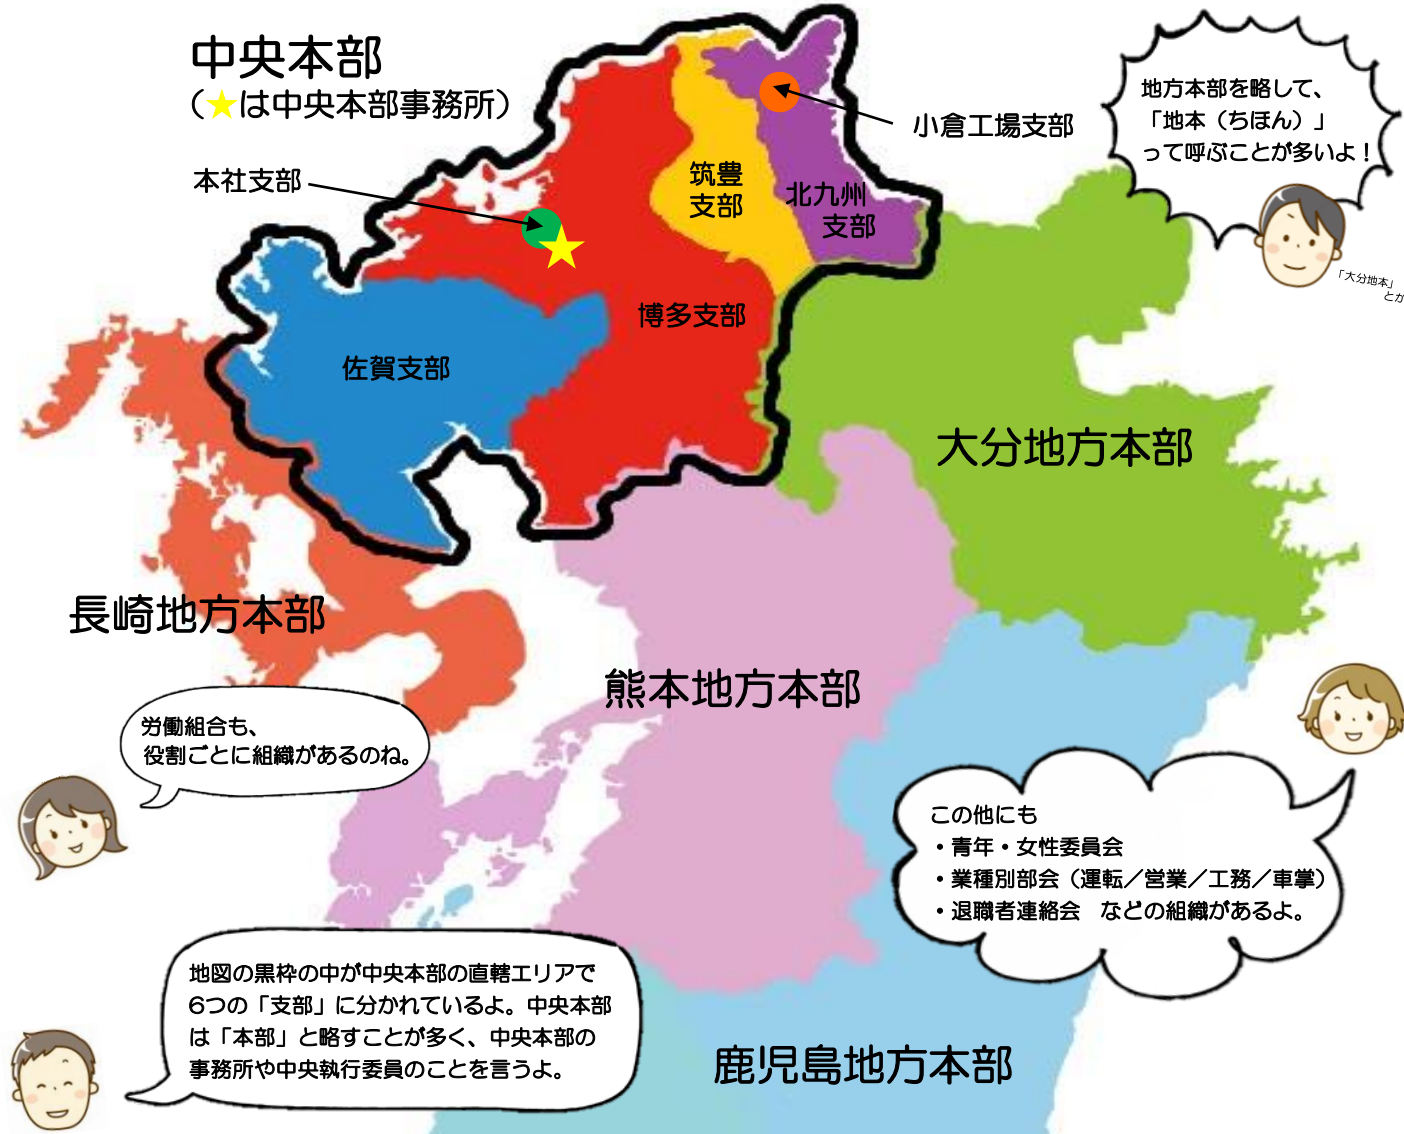 中央本部
（★は中央本部事務所）
本社支部
小倉工場支部
筑豊
支部
北九州
支部
博多支部
佐賀支部
地方本部を略して、
「地本（ちほん）」
って呼ぶことが多いよ！
「大分地本」
とか
大分地方本部
長崎地方本部
熊本地方本部
労働組合も、
役割ごとに組織があるのね。
この他にも
・青年・女性委員会
・業種別部会（運転／営業／工務／車掌）
・退職者連絡会　などの組織があるよ。
地図の黒枠の中が中央本部の直轄エリアで
6つの「支部」に分かれているよ。中央本部
は「本部」と略すことが多く、中央本部の
事務所や中央執行委員のことを言うよ。
鹿児島地方本部